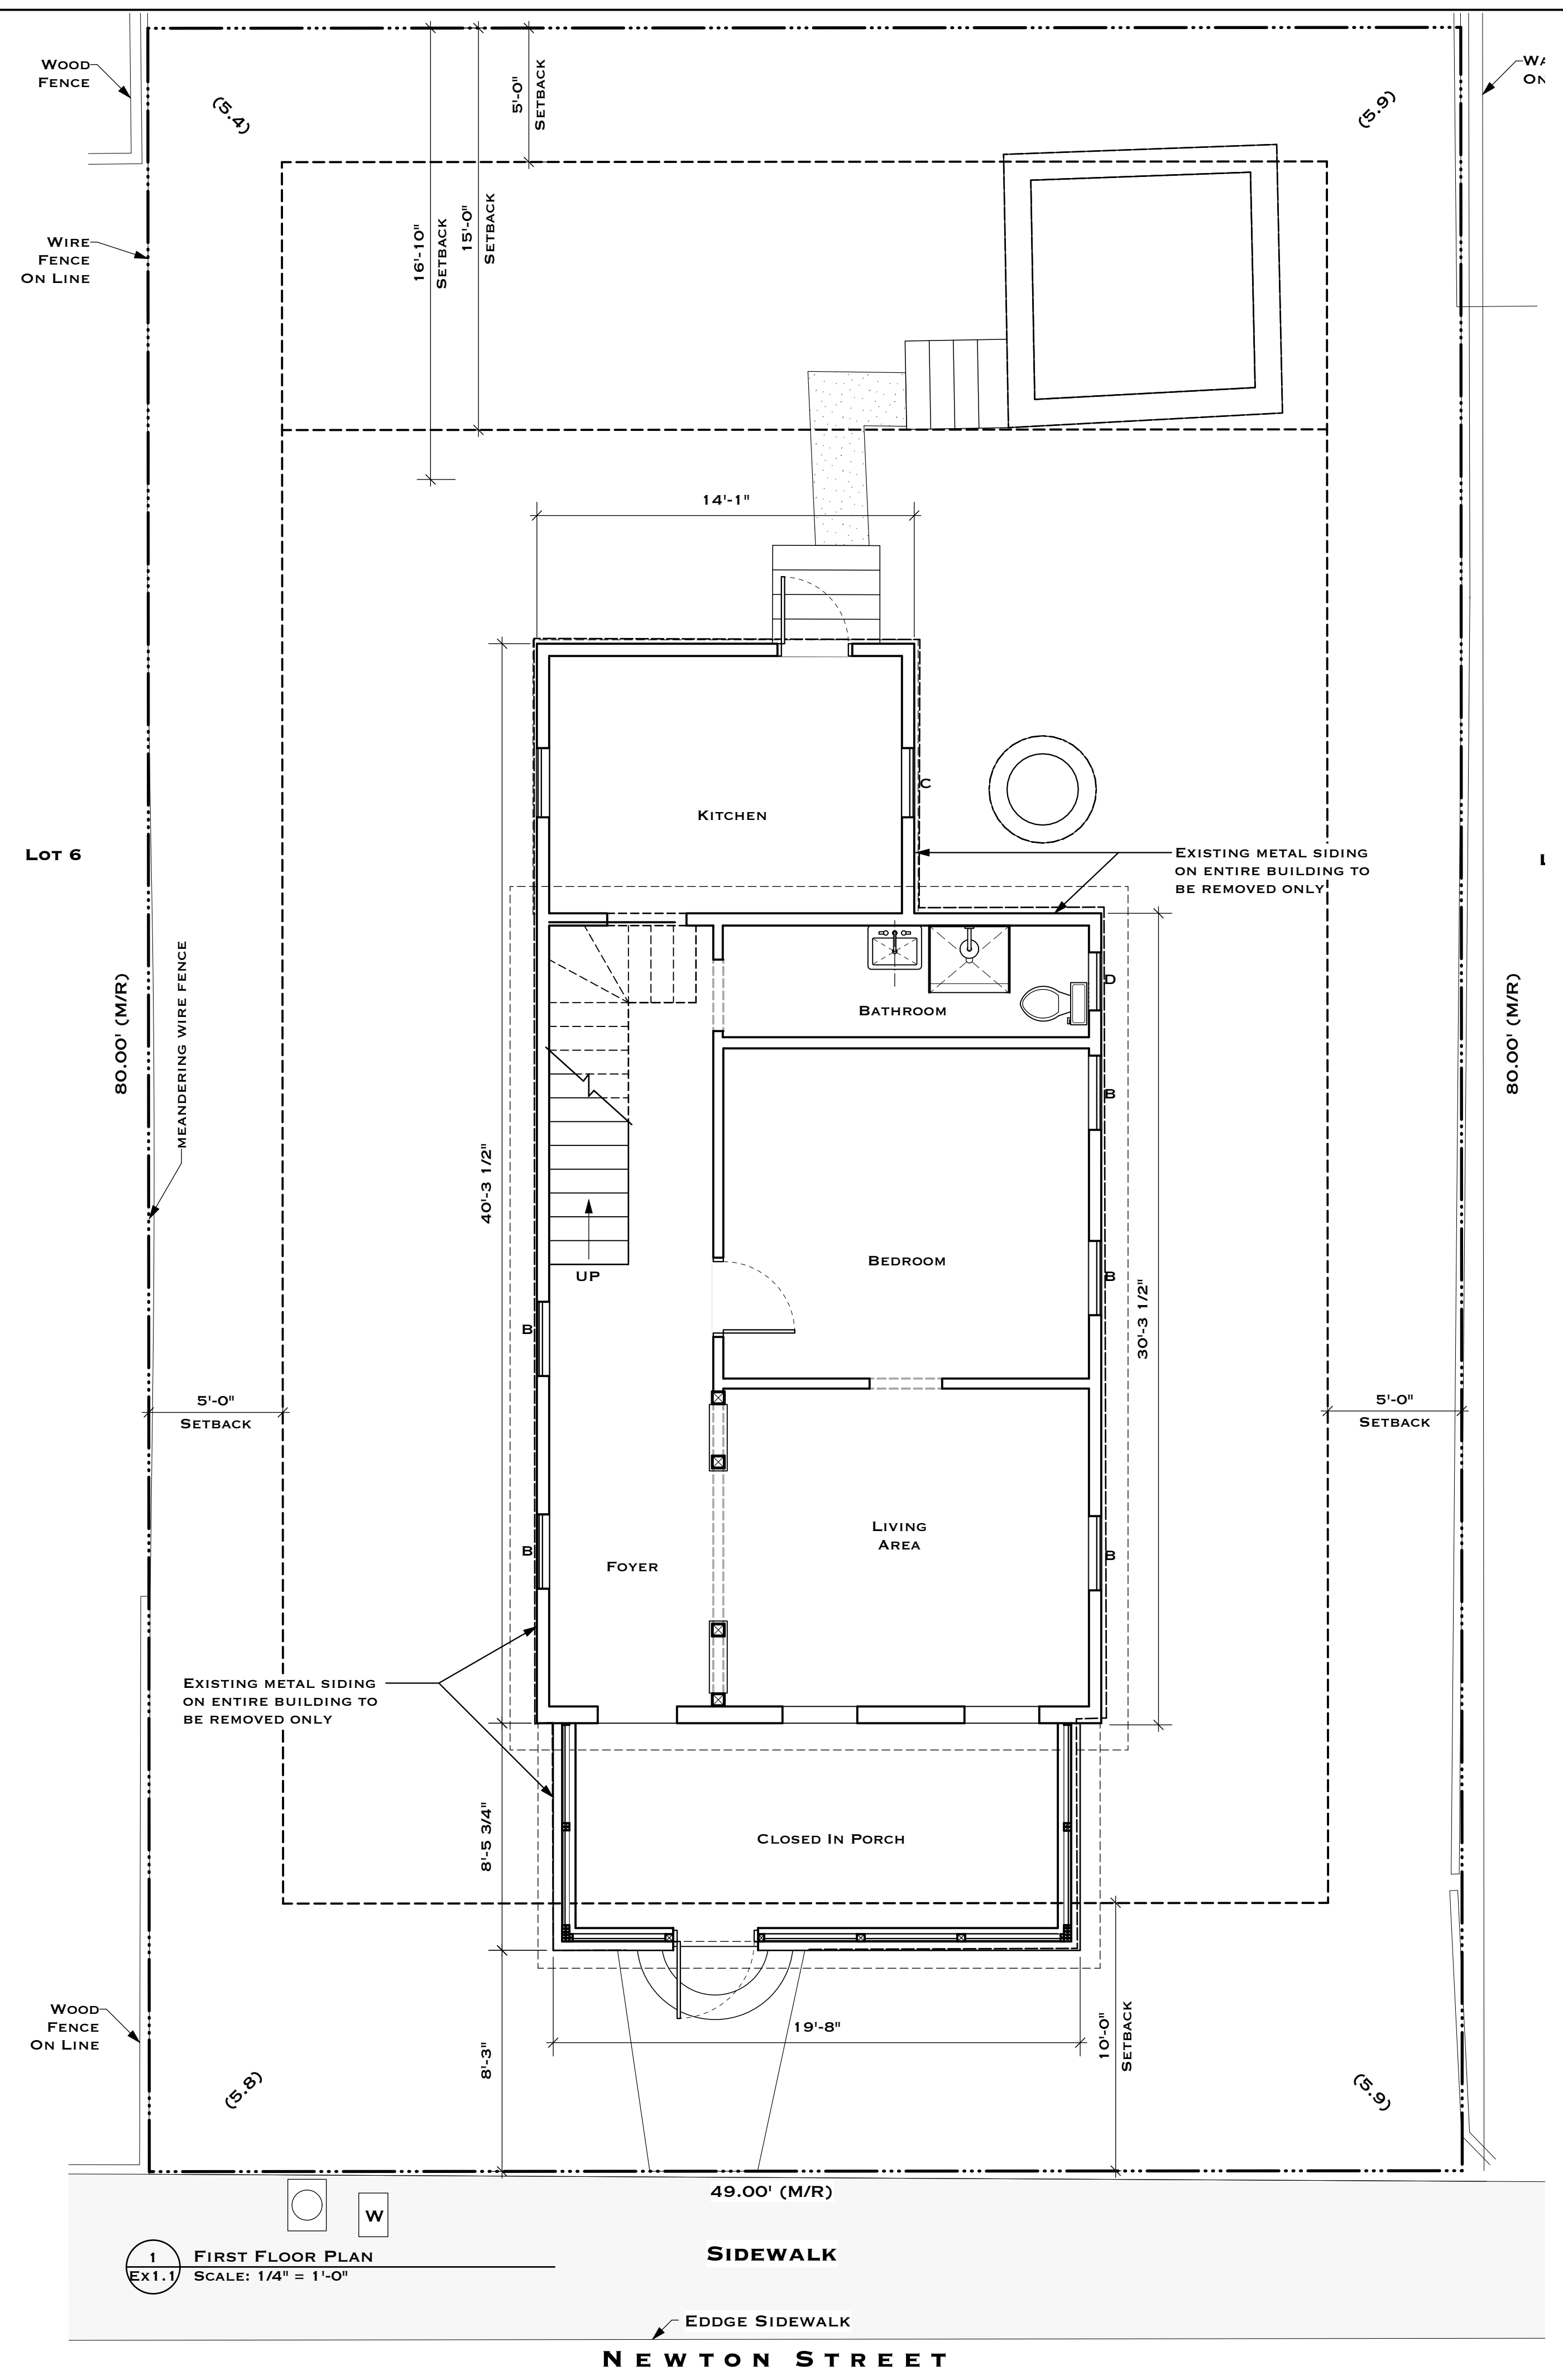 WOOD
FENCE
WA
ON
(5.4)
(5.9)
5'-0"
SETBACK
16'-10"
SETBACK
15'-0"
SETBACK
WIRE
FENCE
ON LINE
14'-1"
C
KITCHEN
LOT 6
L
EXISTING METAL SIDING
ON ENTIRE BUILDING TO
BE REMOVED ONLY
80.00' (M/R)
MEANDERING WIRE FENCE
D
BATHROOM
80.00' (M/R)
B
40'-3 1/2"
BEDROOM
UP
B
30'-3 1/2"
B
5'-0"
SETBACK
5'-0"
SETBACK
LIVING
AREA
B
B
FOYER
EXISTING METAL SIDING
ON ENTIRE BUILDING TO
BE REMOVED ONLY
8'-5 3/4"
CLOSED IN PORCH
WOOD
FENCE
ON LINE
8'-3"
19'-8"
10'-0"
SETBACK
(5.8)
(5.9)
49.00' (M/R)
W
1
EX1.1
FIRST FLOOR PLAN
SCALE: 1/4" = 1'-0"
SIDEWALK
EDDGE SIDEWALK
NEWTON STREET